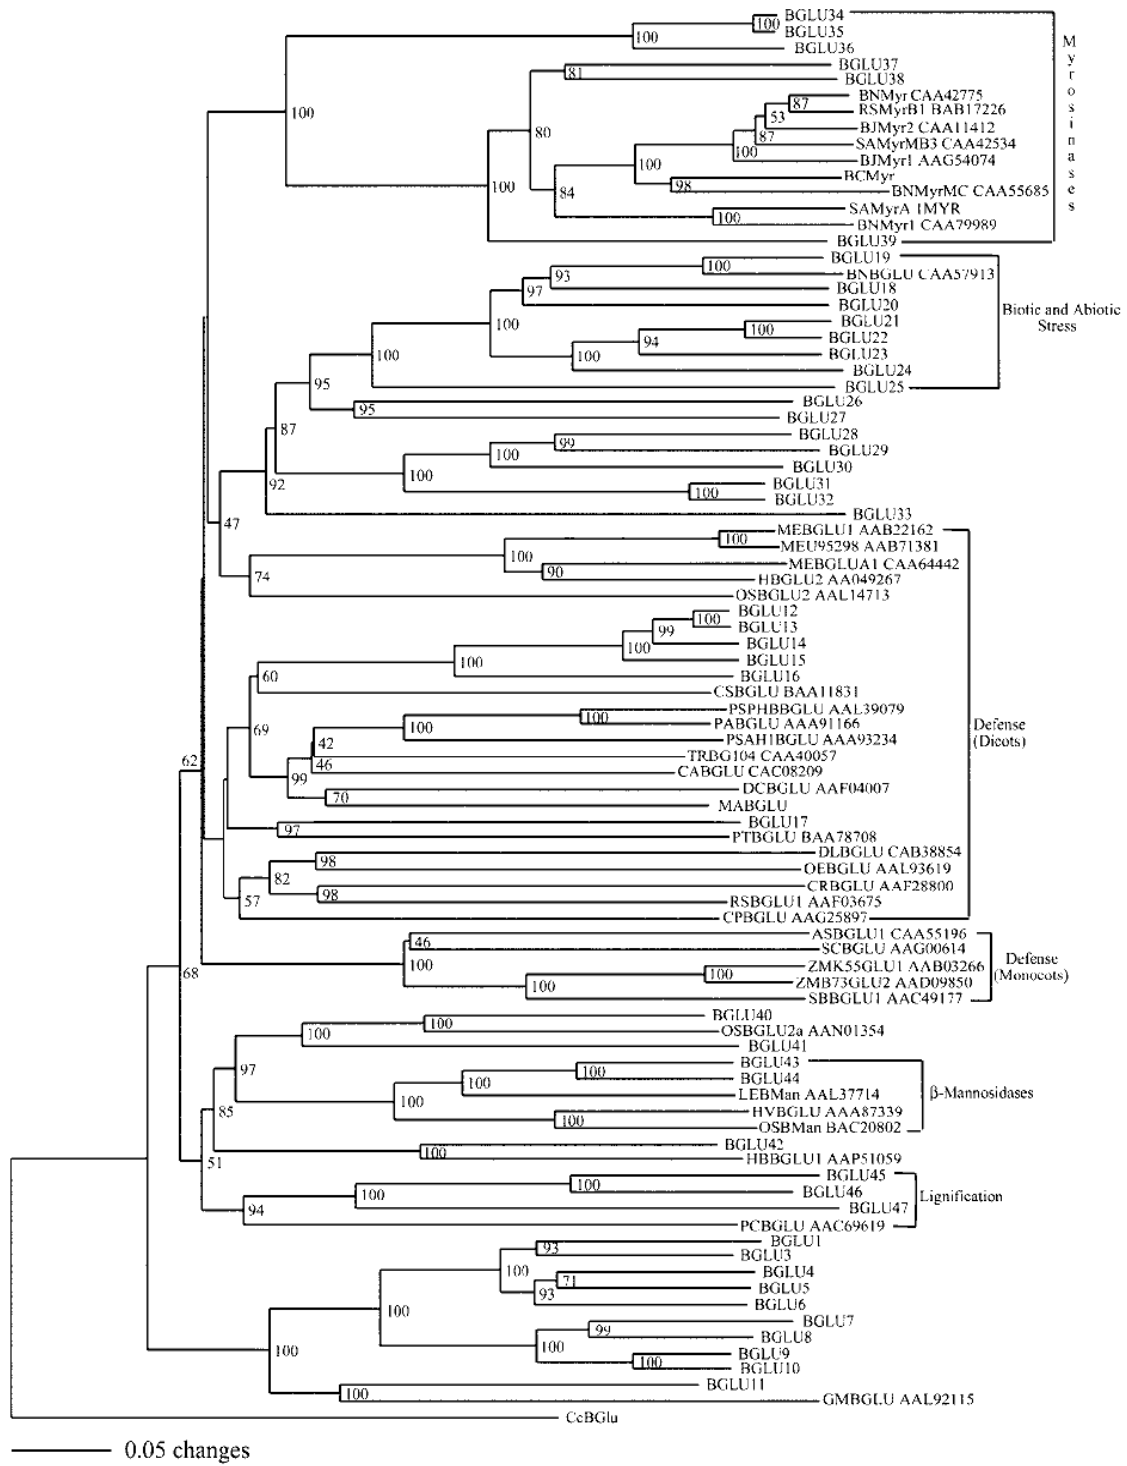 BGLU34
100
BGLU35
100
BGLU36
Myrosinases
BGLU37
81
BGLU38
BNMyr CAA42775
87
RSMyrB1 BAB17226
53
BJMyr2 CAA11412
87
SAMyrMB3 CAA42534
100
BJMyr1 AAG54074
100
BCMyr
98
BNMyrMC CAA55685
80
84
SAMyrA 1MYR
100
BNMyr1 CAA79989
100
100
BGLU39
BGLU19
100
BNBGLU CAA57913
93
BGLU18
97
BGLU20
100
BGLU21
100
BGLU22
94
BGLU23
100
BGLU24
100
BGLU25
Biotic and Abiotic
Stress
95
BGLU26
95
BGLU27
87
BGLU28
99
BGLU29
100
BGLU30
100
BGLU31
100
BGLU32
92
BGLU33
47
MEBGLU1 AAB22162
100
MEU95298 AAB71381
100
MEBGLUA1 CAA64442
90
HBGLU2 AA049267
74
OSBGLU2 AAL14713
BGLU12
100
BGLU13
99
BGLU14
100
BGLU15
100
BGLU16
60
CSBGLU BAA11831
PSPHBBGLU AAL39079
100
PABGLU AAA91166
100
PSAH1BGLU AAA93234
69
42
TRBG104 CAA40057
46
CABGLU CAC08209
99
DCBGLU AAF04007
70
MABGLU
Defense
(Dicots)
62
BGLU17
97
PTBGLU BAA78708
DLBGLU CAB38854
98
OEBGLU AAL93619
82
CRBGLU AAF28800
98
RSBGLU1 AAF03675
57
CPBGLU AAG25897
ASBGLU1 CAA55196
46
SCBGLU AAG00614
100
ZMK55GLU1 AAB03266
100
ZMB73GLU2 AAD09850
100
SBBGLU1 AAC49177
Defense
(Monocots)
68
BGLU40
100
OSBGLU2a AAN01354
100
BGLU41
97
BGLU43
100
BGLU44
100
LEBMan AAL37714
100
HVBGLU AAA87339
100
OSBMan BAC20802
β-Mannosidases
85
BGLU42
100
HBBGLU1 AAP51059
51
BGLU45
100
BGLU46
100
BGLU47
94
PCBGLU AAC69619
Lignification
BGLU1
93
BGLU3
100
BGLU4
71
BGLU5
93
BGLU6
100
BGLU7
99
BGLU8
100
BGLU9
100
BGLU10
100
BGLU11
100
GMBGLU AAL92115
CcBGlu
0.05 changes